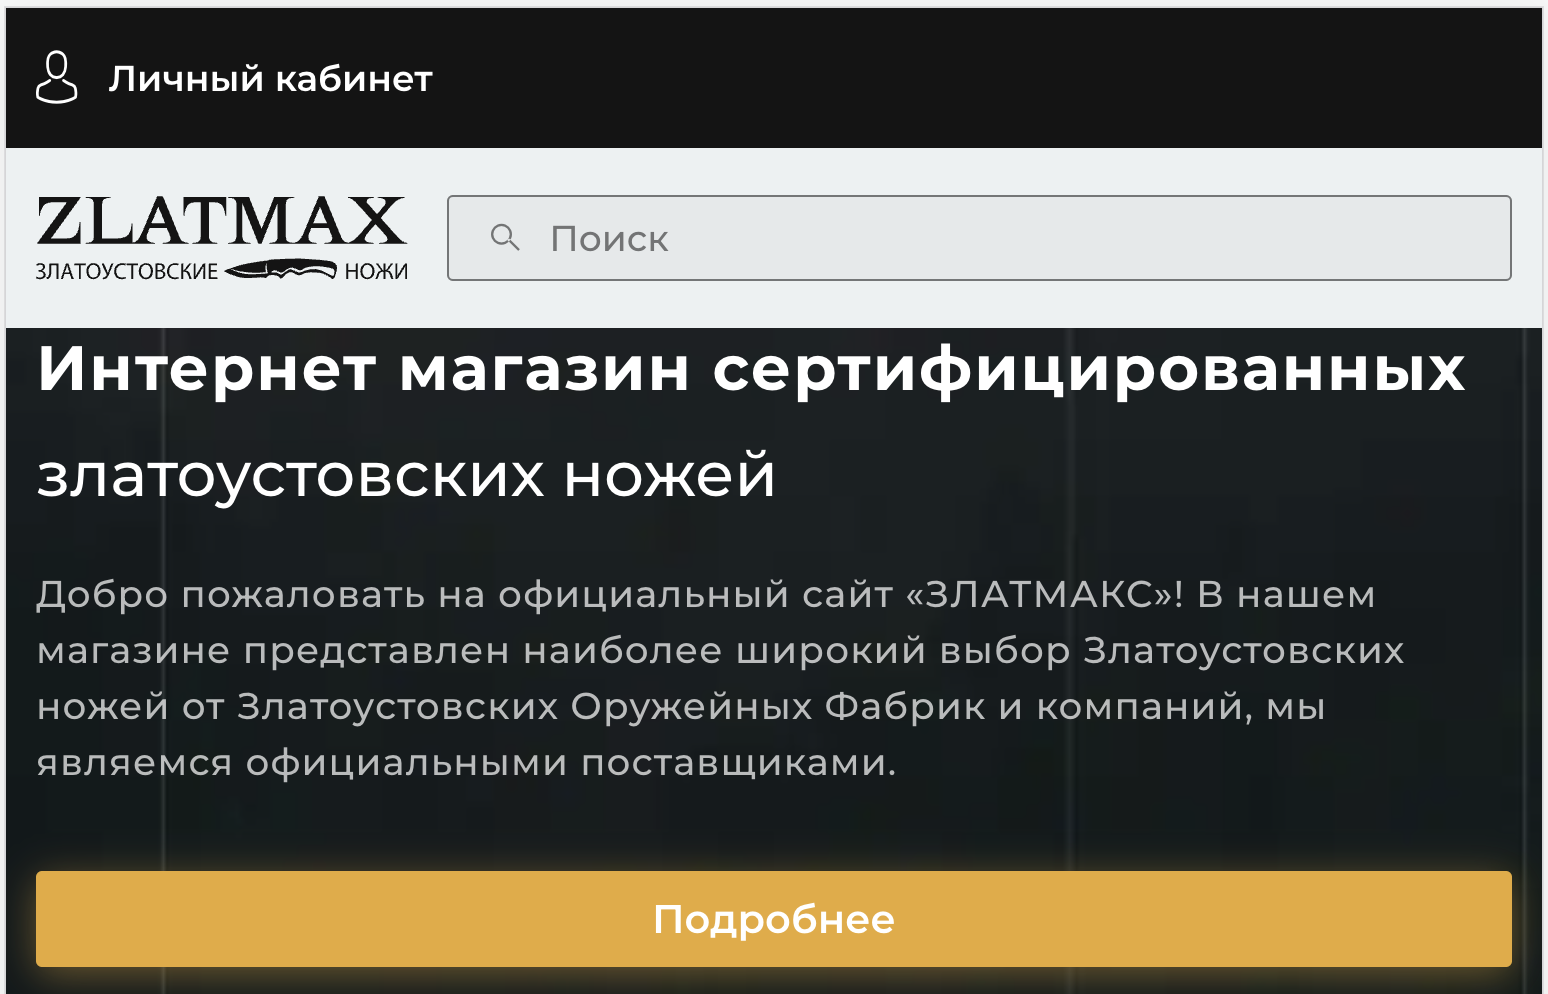 Личный кабинет
ZLATMAX
ЗЛАТОУСТОВСКИЕ НОЖИ
Поиск
Интернет магазин сертифицированных
златоустовских ножей
Добро пожаловать на официальный сайт «ЗЛАТМАКС»! В нашем
магазине представлен наиболее широкий выбор Златоустовских
ножей от Златоустовских Оружейных Фабрик и компаний, мы
являемся официальными поставщиками.
Подробнее